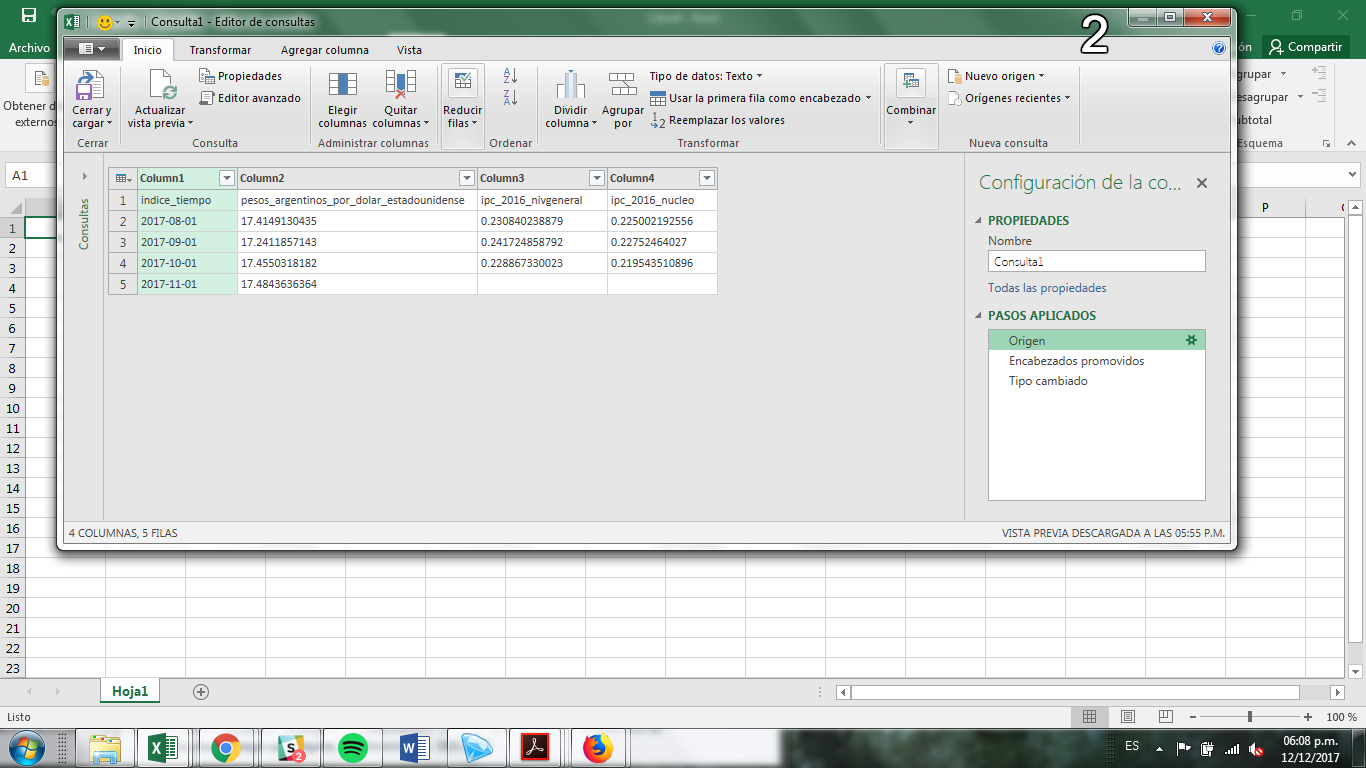 Consulta1 - Editor de consultas
2
Archivo
Compartir
Inicio
Transformar
Agregar columna
Vista
Obtener d
externo
Cerrar y
cargar
Actualizar
vista previa
Propiedades
Editor avanzado
Elegir
columnas
Quitar
columnas
Reducir
filas
Dividir
columna
Agrupar
por
Tipo de datos: Texto
Usar la primera fila como encabezado
Reemplazar los valores
Combinar
Nuevo origen
Orígenes recientes
grupar
esagrupar
btotal
Cerrar
Consulta
Administrar columnas
Ordenar
Transformar
Nueva consulta
Esquema
A1
Consultas
Column1 Column2 Column3 Column4
1 indice_tiempo pesos_argentinos_por_dolar_estadounidense ipc_2016_nivgeneral ipc_2016_nucleo
2 2017-08-01 17.4149130435 0.230840238879 0.225002192556
3 2017-09-01 17.2411857143 0.241724858792 0.22752464027
4 2017-10-01 17.4550318182 0.228867330023 0.219543510896
5 2017-11-01 17.4843636364
Configuración de la co...
PROPIEDADES
Nombre
Consulta1
Todas las propiedades
PASOS APLICADOS
Origen
Encabezados promovidos
Tipo cambiado
4 COLUMNAS, 5 FILAS
VISTA PREVIA DESCARGADA A LAS 05:55 P.M.
P
1
2
3
4
5
6
7
8
9
10
11
12
13
14
15
16
17
18
19
20
21
22
23
Hoja1
Listo
100 %
ES
06:08 p.m.
12/12/2017